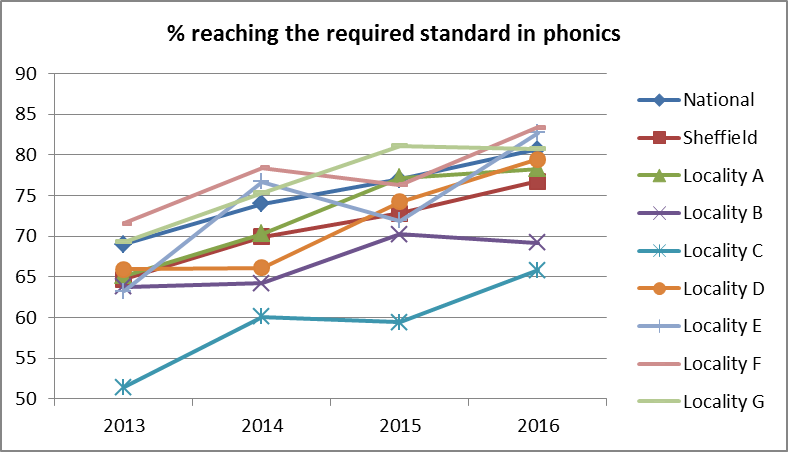 % reaching the required standard in phonics
90
85
80
75
70
65
60
55
50
2013 2014 2015 2016
National
Sheffield
Locality A
Locality B
Locality C
Locality D
Locality E
Locality F
Locality G